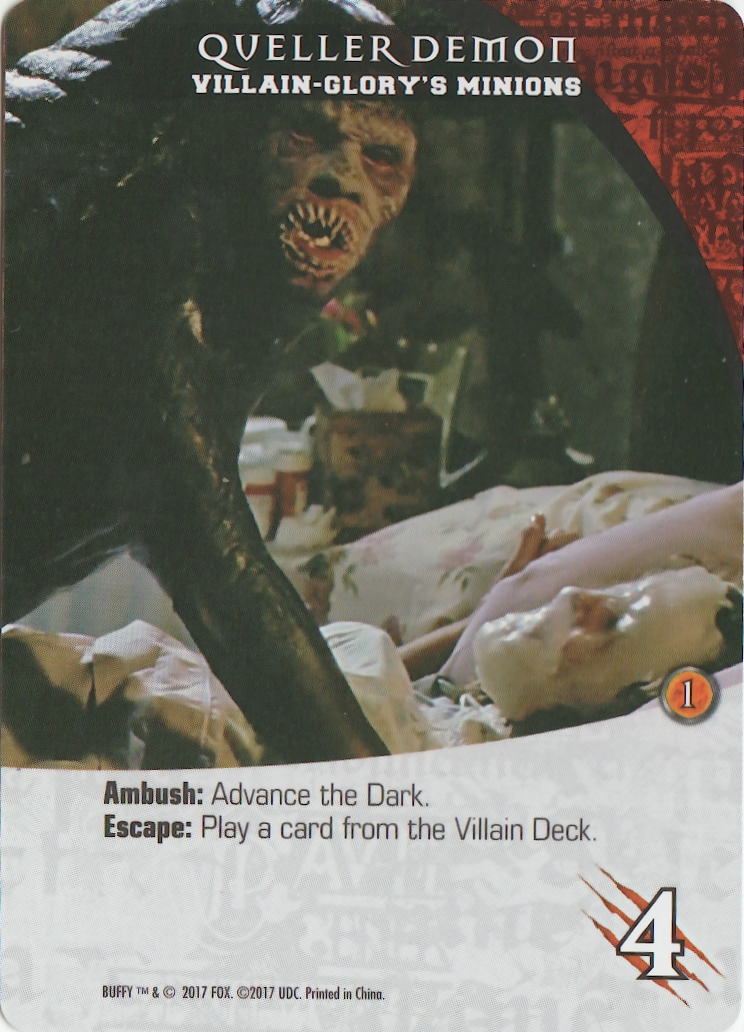 QUELLER DEMON
VILLAIN-GLORY'S MINIONS
1
Ambush: Advance the Dark.
Escape: Play a card from the Villain Deck.
4
BUFFY ™ & © 2017 FOX. ©2017 UDC. Printed in China.